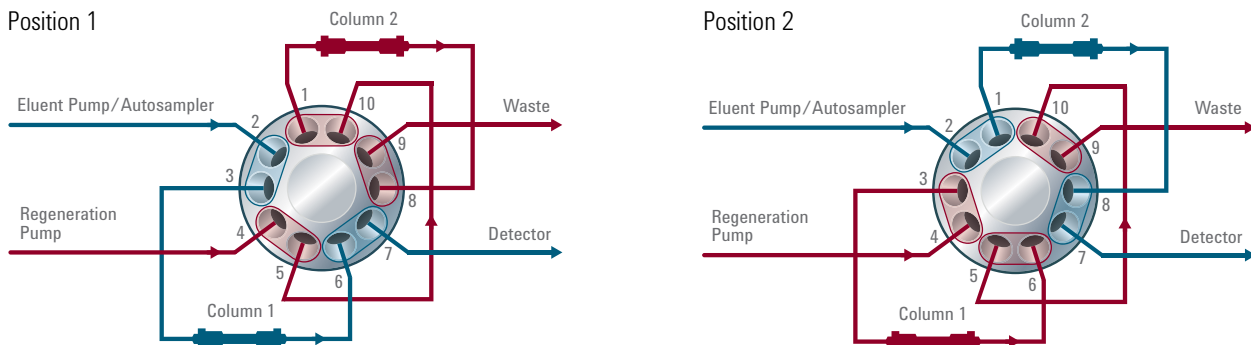 Position 1
Column 2
1
10
Eluent Pump/Autosampler
Waste
2
9
3
8
Regeneration
Pump
4
7
Detector
5
6
Column 1
Position 2
Column 2
1
10
Eluent Pump/Autosampler
Waste
2
9
3
8
Regeneration
Pump
4
7
Detector
5
6
Column 1